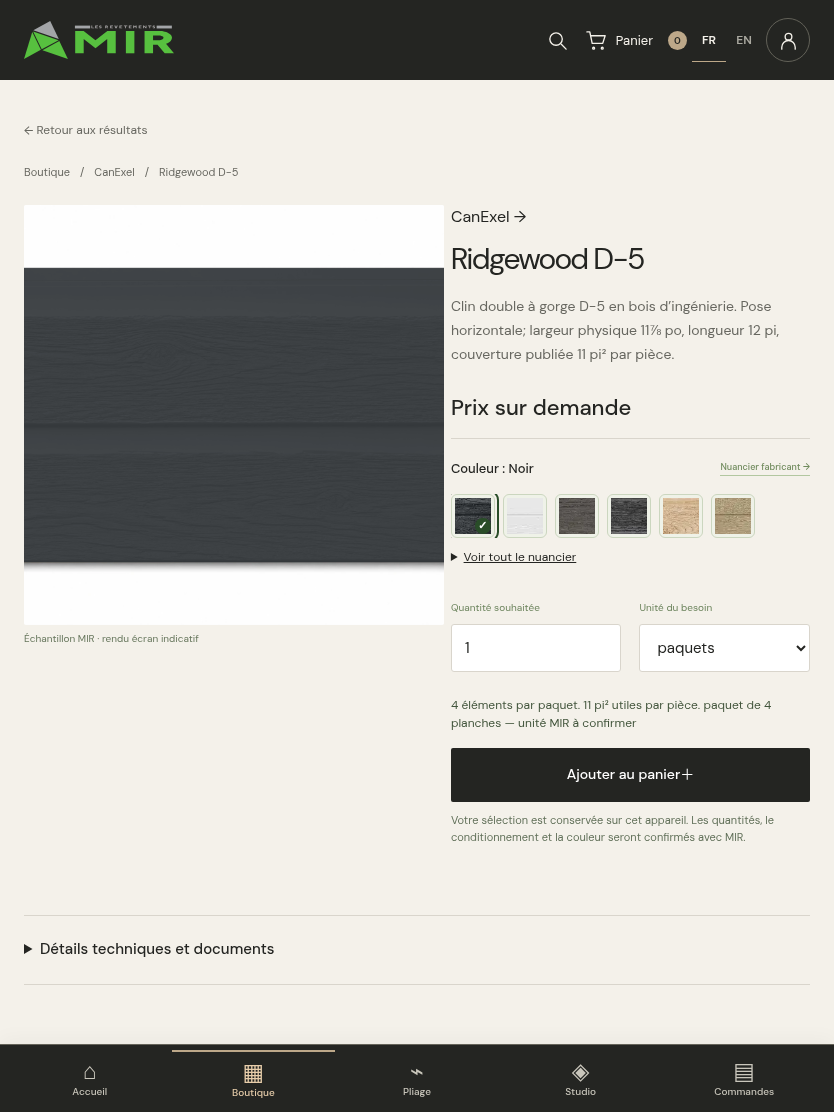 LES REVÊTEMENTS
MIR
Panier 0 FR EN
← Retour aux résultats
Boutique / CanExel / Ridgewood D-5
CanExel →
Ridgewood D-5
Clin double à gorge D-5 en bois d’ingénierie. Pose
horizontale; largeur physique 11⅞ po, longueur 12 pi,
couverture publiée 11 pi² par pièce.
Prix sur demande
Couleur : Noir
Nuancier fabricant →
Voir tout le nuancier
Échantillon MIR · rendu écran indicatif
Quantité souhaitée
Unité du besoin
1
paquets
4 éléments par paquet. 11 pi² utiles par pièce. paquet de 4
planches — unité MIR à confirmer
Ajouter au panier+
Votre sélection est conservée sur cet appareil. Les quantités, le
conditionnement et la couleur seront confirmés avec MIR.
Détails techniques et documents
Accueil
Boutique
Pliage
Studio
Commandes